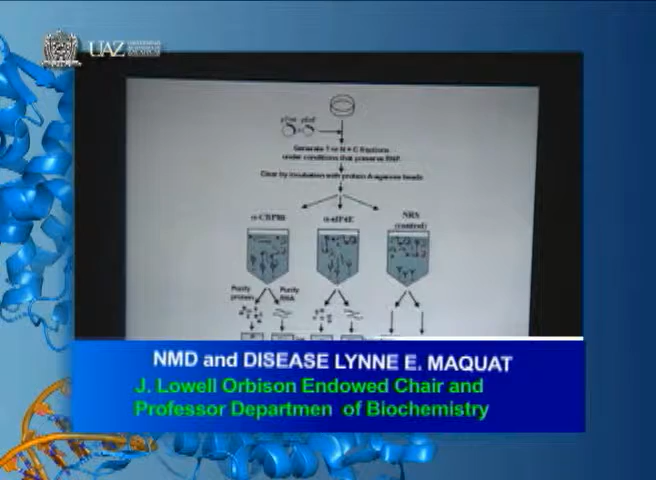 UAZ
Generate T or N + C fractions
under conditions that preserve RNP
Clear by incubation with protein A-agarose beads
α-CBP80
α-eIF4E
NRS
(control)
Purify
protein
Purify
RNA
NMD and DISEASE LYNNE E. MAQUAT
J. Lowell Orbison Endowed Chair and
Professor Departmen of Biochemistry